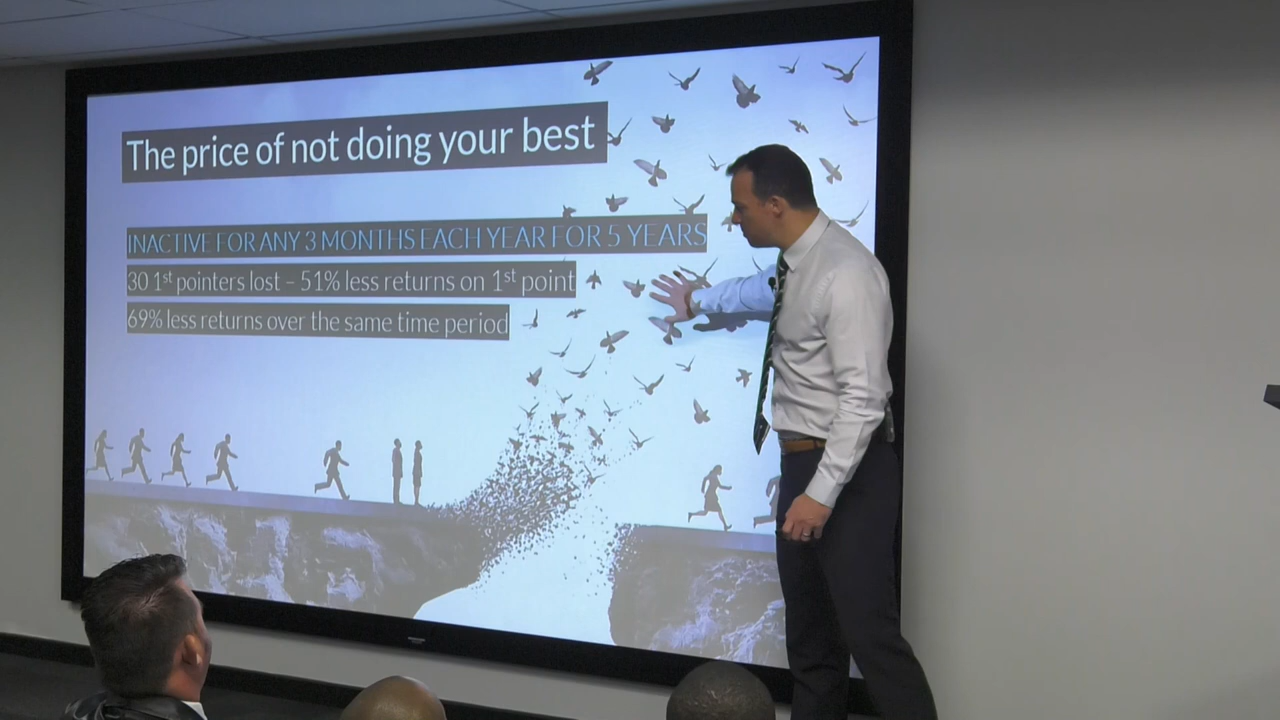 The price of not doing your best
INACTIVE FOR ANY 3 MONTHS EACH YEAR FOR 5 YEARS
30 1st pointers lost – 51% less returns on 1st point
69% less returns over the same time period